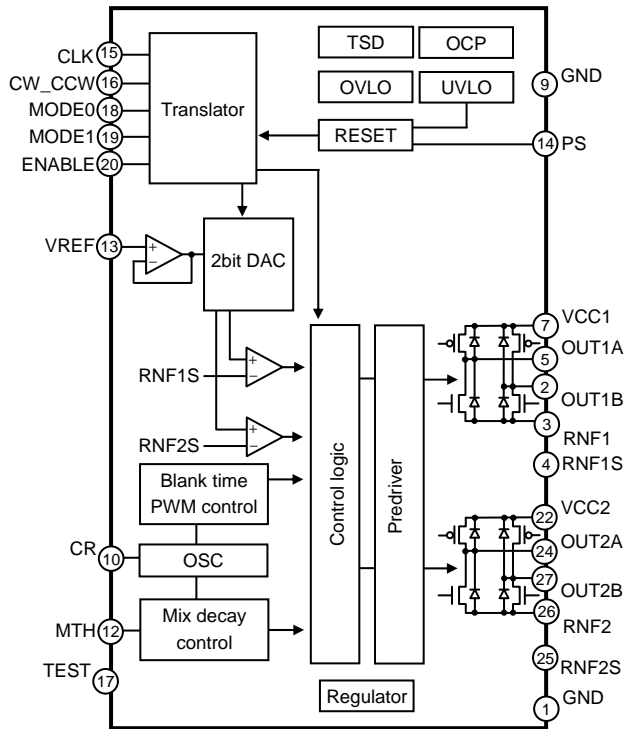 CLK 15
CW_CCW 16
MODE0 18
MODE1 19
ENABLE 20
Translator
TSD
OCP
OVLO
UVLO
RESET
9 GND
14 PS
VREF 13
+
−
2bit DAC
RNF1S
+
−
RNF2S
+
−
Blank time
PWM control
CR
10
OSC
MTH 12
Mix decay
control
TEST
17
Control logic
Predriver
Regulator
7 VCC1
5 OUT1A
2
OUT1B
3
RNF1
4 RNF1S
22 VCC2
24 OUT2A
27
OUT2B
26
RNF2
25
RNF2S
1 GND